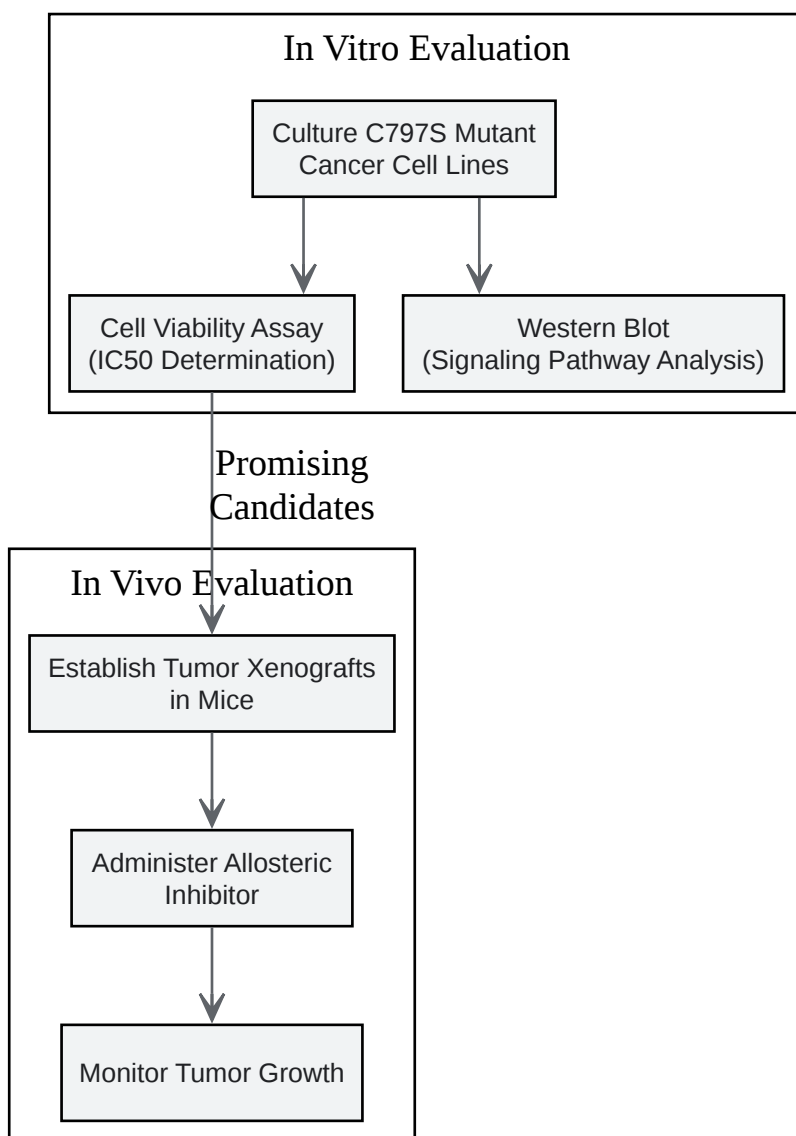 In Vitro Evaluation
Culture C797S Mutant
Cancer Cell Lines
Cell Viability Assay
(IC50 Determination)
Western Blot
(Signaling Pathway Analysis)
Promising
Candidates
In Vivo Evaluation
Establish Tumor Xenografts
in Mice
Administer Allosteric
Inhibitor
Monitor Tumor Growth